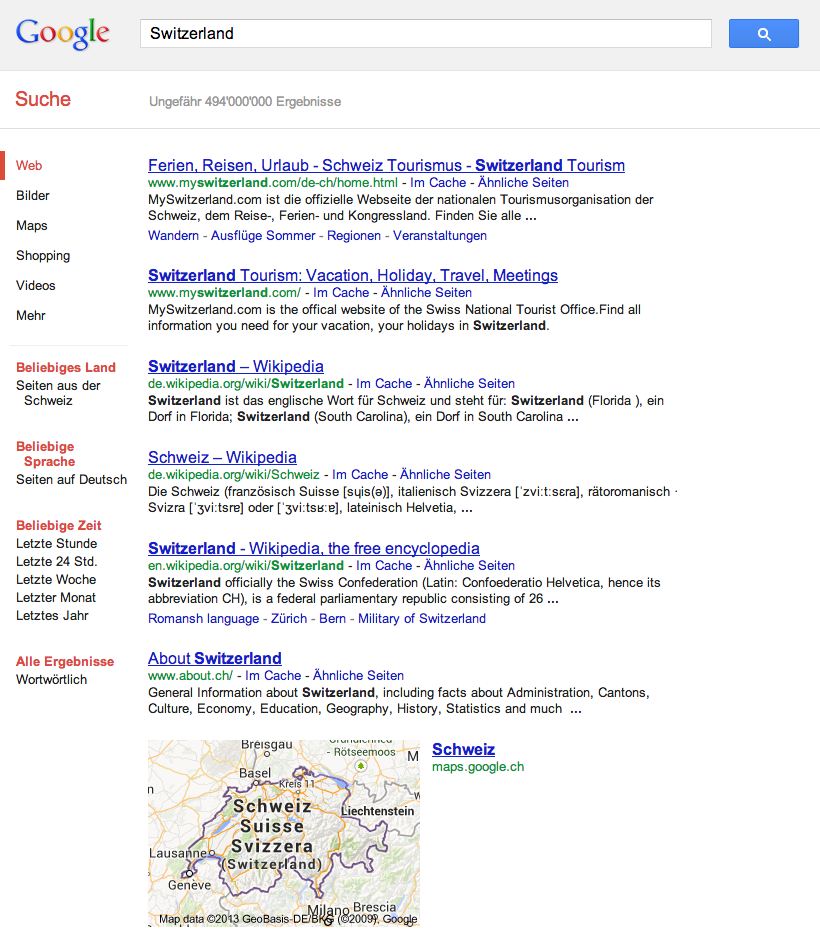 Google
Switzerland
Suche
Ungefähr 494'000'000 Ergebnisse
Web
Bilder
Maps
Shopping
Videos
Mehr
Beliebiges Land
Seiten aus der
Schweiz
Beliebige
Sprache
Seiten auf Deutsch
Beliebige Zeit
Letzte Stunde
Letzte 24 Std.
Letzte Woche
Letzter Monat
Letztes Jahr
Alle Ergebnisse
Wortwörtlich
Ferien, Reisen, Urlaub - Schweiz Tourismus - Switzerland Tourism
www.myswitzerland.com/de-ch/home.html - Im Cache - Ähnliche Seiten
MySwitzerland.com ist die offizielle Webseite der nationalen Tourismusorganisation der
Schweiz, dem Reise-, Ferien- und Kongressland. Finden Sie alle ...
Wandern - Ausflüge Sommer - Regionen - Veranstaltungen
Switzerland Tourism: Vacation, Holiday, Travel, Meetings
www.myswitzerland.com/ - Im Cache - Ähnliche Seiten
MySwitzerland.com is the offical website of the Swiss National Tourist Office.Find all
information you need for your vacation, your holidays in Switzerland.
Switzerland – Wikipedia
de.wikipedia.org/wiki/Switzerland - Im Cache - Ähnliche Seiten
Switzerland ist das englische Wort für Schweiz und steht für: Switzerland (Florida ), ein
Dorf in Florida; Switzerland (South Carolina), ein Dorf in South Carolina ...
Schweiz – Wikipedia
de.wikipedia.org/wiki/Schweiz - Im Cache - Ähnliche Seiten
Die Schweiz (französisch Suisse [sɥis(ə)], italienisch Svizzera [ˈzviːtːsɛra], rätoromanisch ·
Svizra [ˈʒviːtsrɐ] oder [ˈʒviːtsʁːɐ], lateinisch Helvetia, ...
Switzerland - Wikipedia, the free encyclopedia
en.wikipedia.org/wiki/Switzerland - Im Cache - Ähnliche Seiten
Switzerland officially the Swiss Confederation (Latin: Confoederatio Helvetica, hence its
abbreviation CH), is a federal parliamentary republic consisting of 26 ...
Romansh language - Zürich - Bern - Military of Switzerland
About Switzerland
www.about.ch/ - Im Cache - Ähnliche Seiten
General Information about Switzerland, including facts about Administration, Cantons,
Culture, Economy, Education, Geography, History, Statistics and much ...
Schweiz
maps.google.ch
Breisgau
- Rötseemoos
Basel
Kreis 11
Schweiz
Suisse
Svizzera
(Switzerland)
Liechtenstein
Lausanne
Genève
Milano
Brescia
Map data ©2013 GeoBasis-DE/BKG (©2009), Google